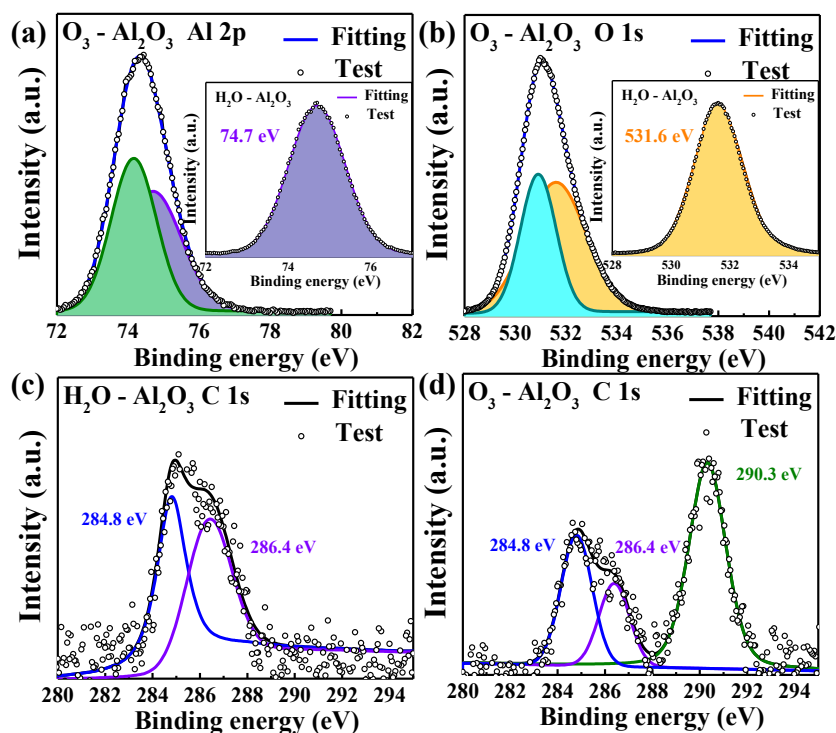 (a) O₃ - Al₂O₃ Al 2p
Fitting
Test
H₂O - Al₂O₃
Fitting
Test
74.7 eV
Intensity (a.u.)
72 74 76
Binding energy (eV)
Intensity (a.u.)
72 74 76 78 80 82
Binding energy (eV)
(b) O₃ - Al₂O₃ O 1s
Fitting
Test
H₂O - Al₂O₃
Fitting
Test
531.6 eV
Intensity (a.u.)
528 530 532 534
Binding energy (eV)
Intensity (a.u.)
528 530 532 534 536 538 540 542
Binding energy (eV)
(c) H₂O - Al₂O₃ C 1s
Fitting
Test
284.8 eV
286.4 eV
Intensity (a.u.)
280 282 284 286 288 290 292 294
Binding energy (eV)
(d) O₃ - Al₂O₃ C 1s
Fitting
Test
290.3 eV
284.8 eV 286.4 eV
Intensity (a.u.)
280 282 284 286 288 290 292 294
Binding energy (eV)